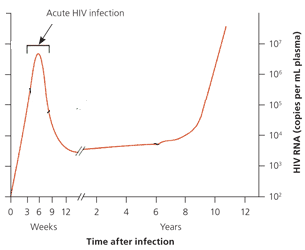 Acute HIV infection
10⁷
10⁶
10⁵
10⁴
10³
10²
HIV RNA (copies per mL plasma)
0 3 6 9 12 2 4 6 8 10 12
Weeks Years
Time after infection